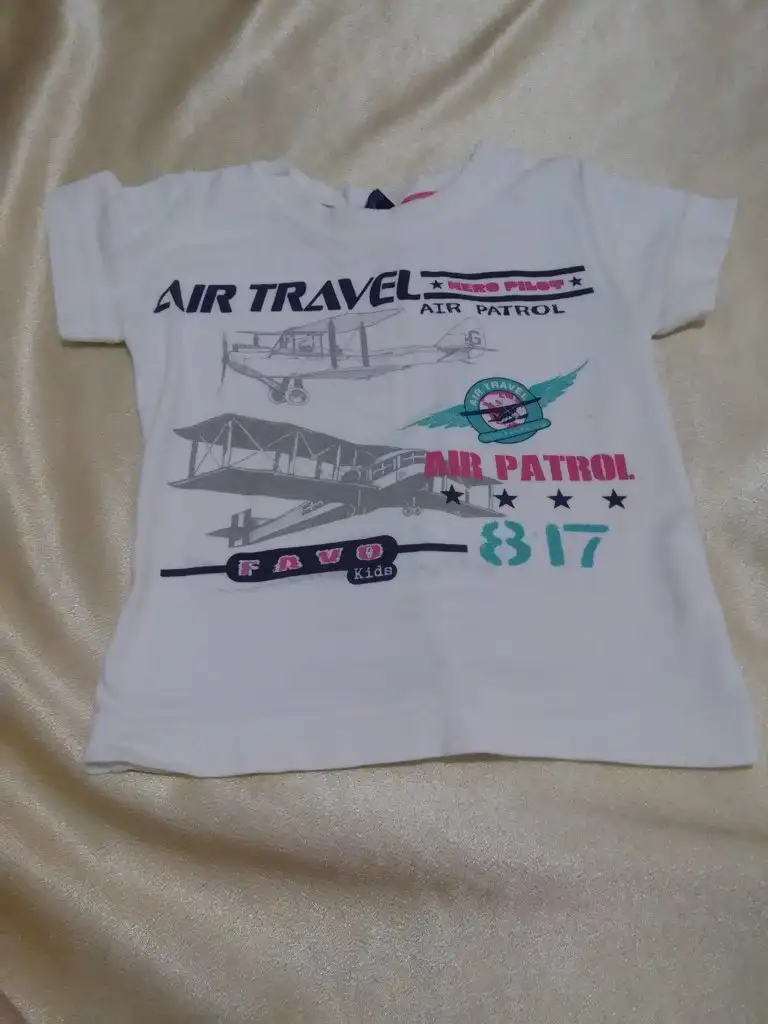 AIR TRAVEL
HERO PILOT
AIR PATROL
G
AIR TRAVEL
AIR PATROL
817
FAVO
Kids